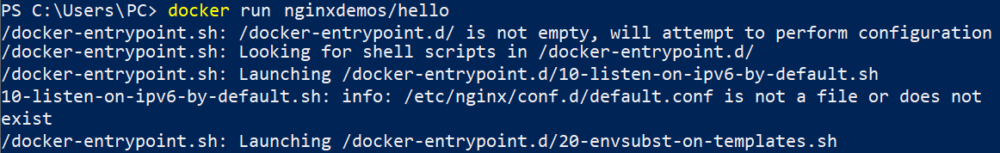 PS C:\Users\PC> docker run nginxdemos/hello
/docker-entrypoint.sh: /docker-entrypoint.d/ is not empty, will attempt to perform configuration
/docker-entrypoint.sh: Looking for shell scripts in /docker-entrypoint.d/
/docker-entrypoint.sh: Launching /docker-entrypoint.d/10-listen-on-ipv6-by-default.sh
10-listen-on-ipv6-by-default.sh: info: /etc/nginx/conf.d/default.conf is not a file or does not
exist
/docker-entrypoint.sh: Launching /docker-entrypoint.d/20-envsubst-on-templates.sh